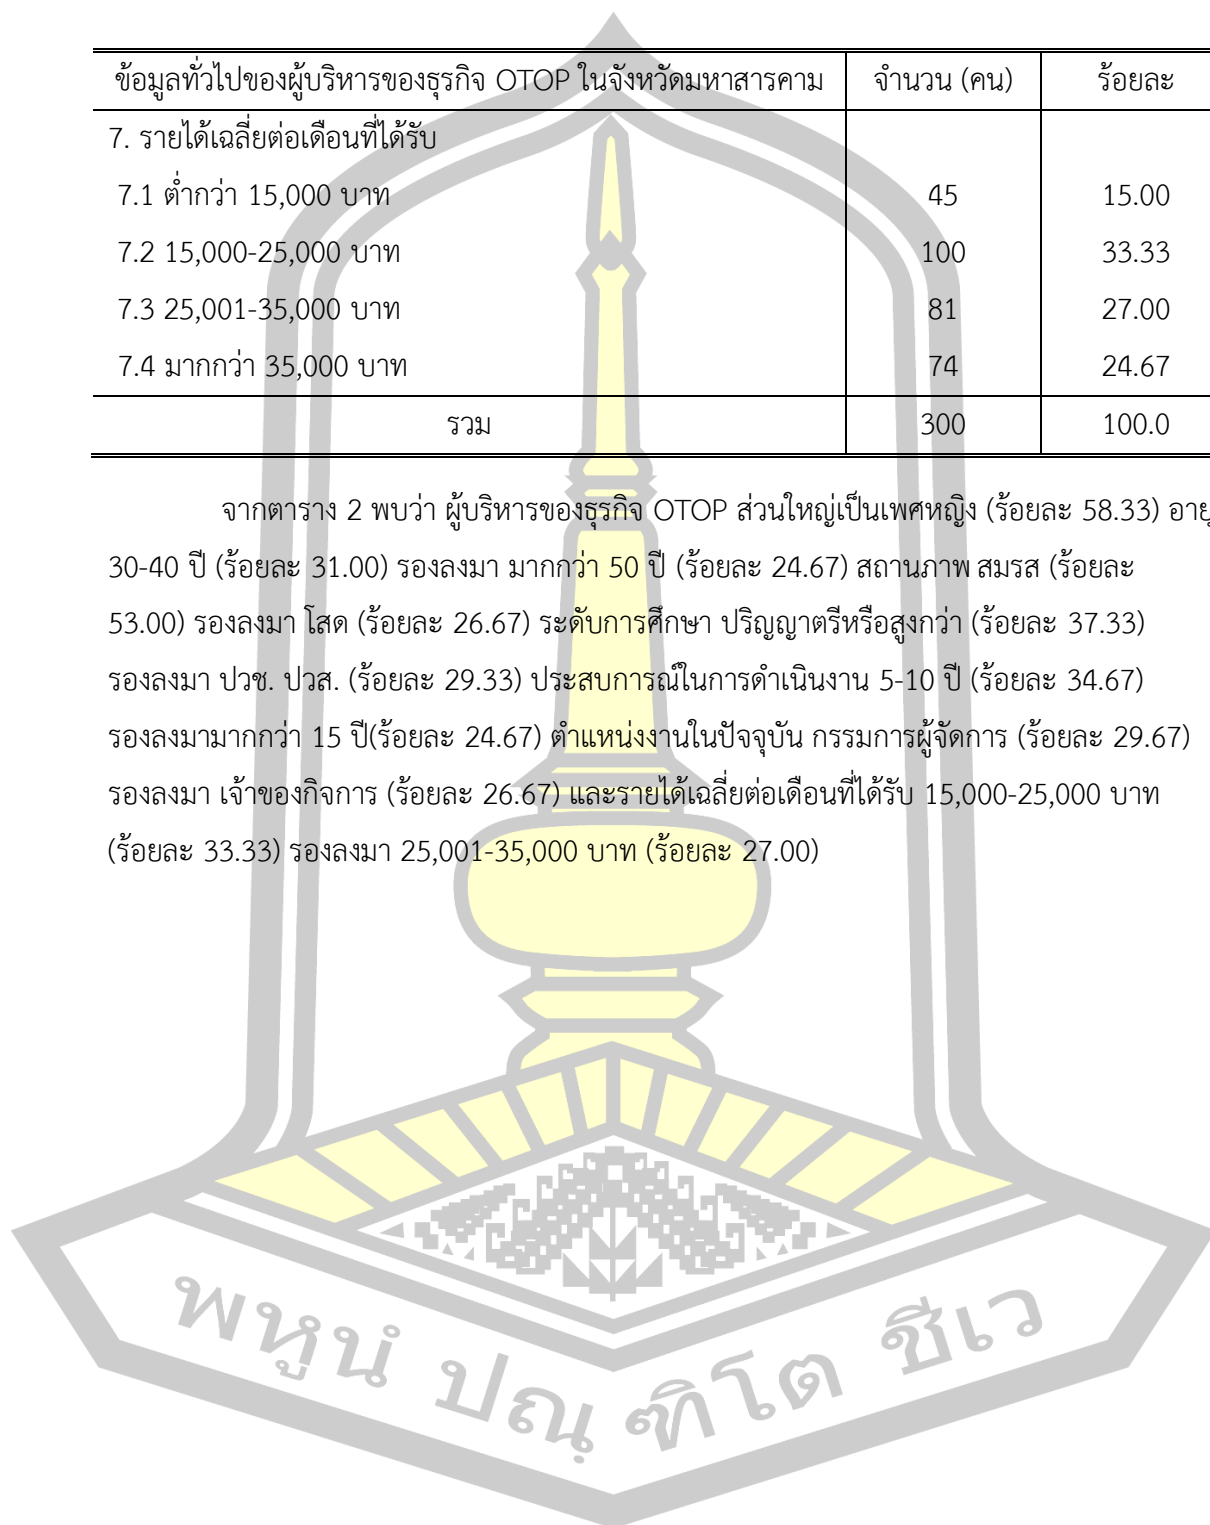 ข้อมูลทั่วไปของผู้บริหารของธุรกิจ OTOP ในจังหวัดมหาสารคาม จำนวน (คน) ร้อยละ
7. รายได้เฉลี่ยต่อเดือนที่ได้รับ
7.1 ต่ำกว่า 15,000 บาท 45 15.00
7.2 15,000-25,000 บาท 100 33.33
7.3 25,001-35,000 บาท 81 27.00
7.4 มากกว่า 35,000 บาท 74 24.67
รวม 300 100.0
จากตาราง 2 พบว่า ผู้บริหารของธุรกิจ OTOP ส่วนใหญ่เป็นเพศหญิง (ร้อยละ 58.33) อายุ
30-40 ปี (ร้อยละ 31.00) รองลงมา มากกว่า 50 ปี (ร้อยละ 24.67) สถานภาพ สมรส (ร้อยละ
53.00) รองลงมา โสด (ร้อยละ 26.67) ระดับการศึกษา ปริญญาตรีหรือสูงกว่า (ร้อยละ 37.33)
รองลงมา ปวช. ปวส. (ร้อยละ 29.33) ประสบการณ์ในการดำเนินงาน 5-10 ปี (ร้อยละ 34.67)
รองลงมามากกว่า 15 ปี(ร้อยละ 24.67) ตำแหน่งงานในปัจจุบัน กรรมการผู้จัดการ (ร้อยละ 29.67)
รองลงมา เจ้าของกิจการ (ร้อยละ 26.67) และรายได้เฉลี่ยต่อเดือนที่ได้รับ 15,000-25,000 บาท
(ร้อยละ 33.33) รองลงมา 25,001-35,000 บาท (ร้อยละ 27.00)
พหูนํ ปณฺ ฑิโต ชีเว